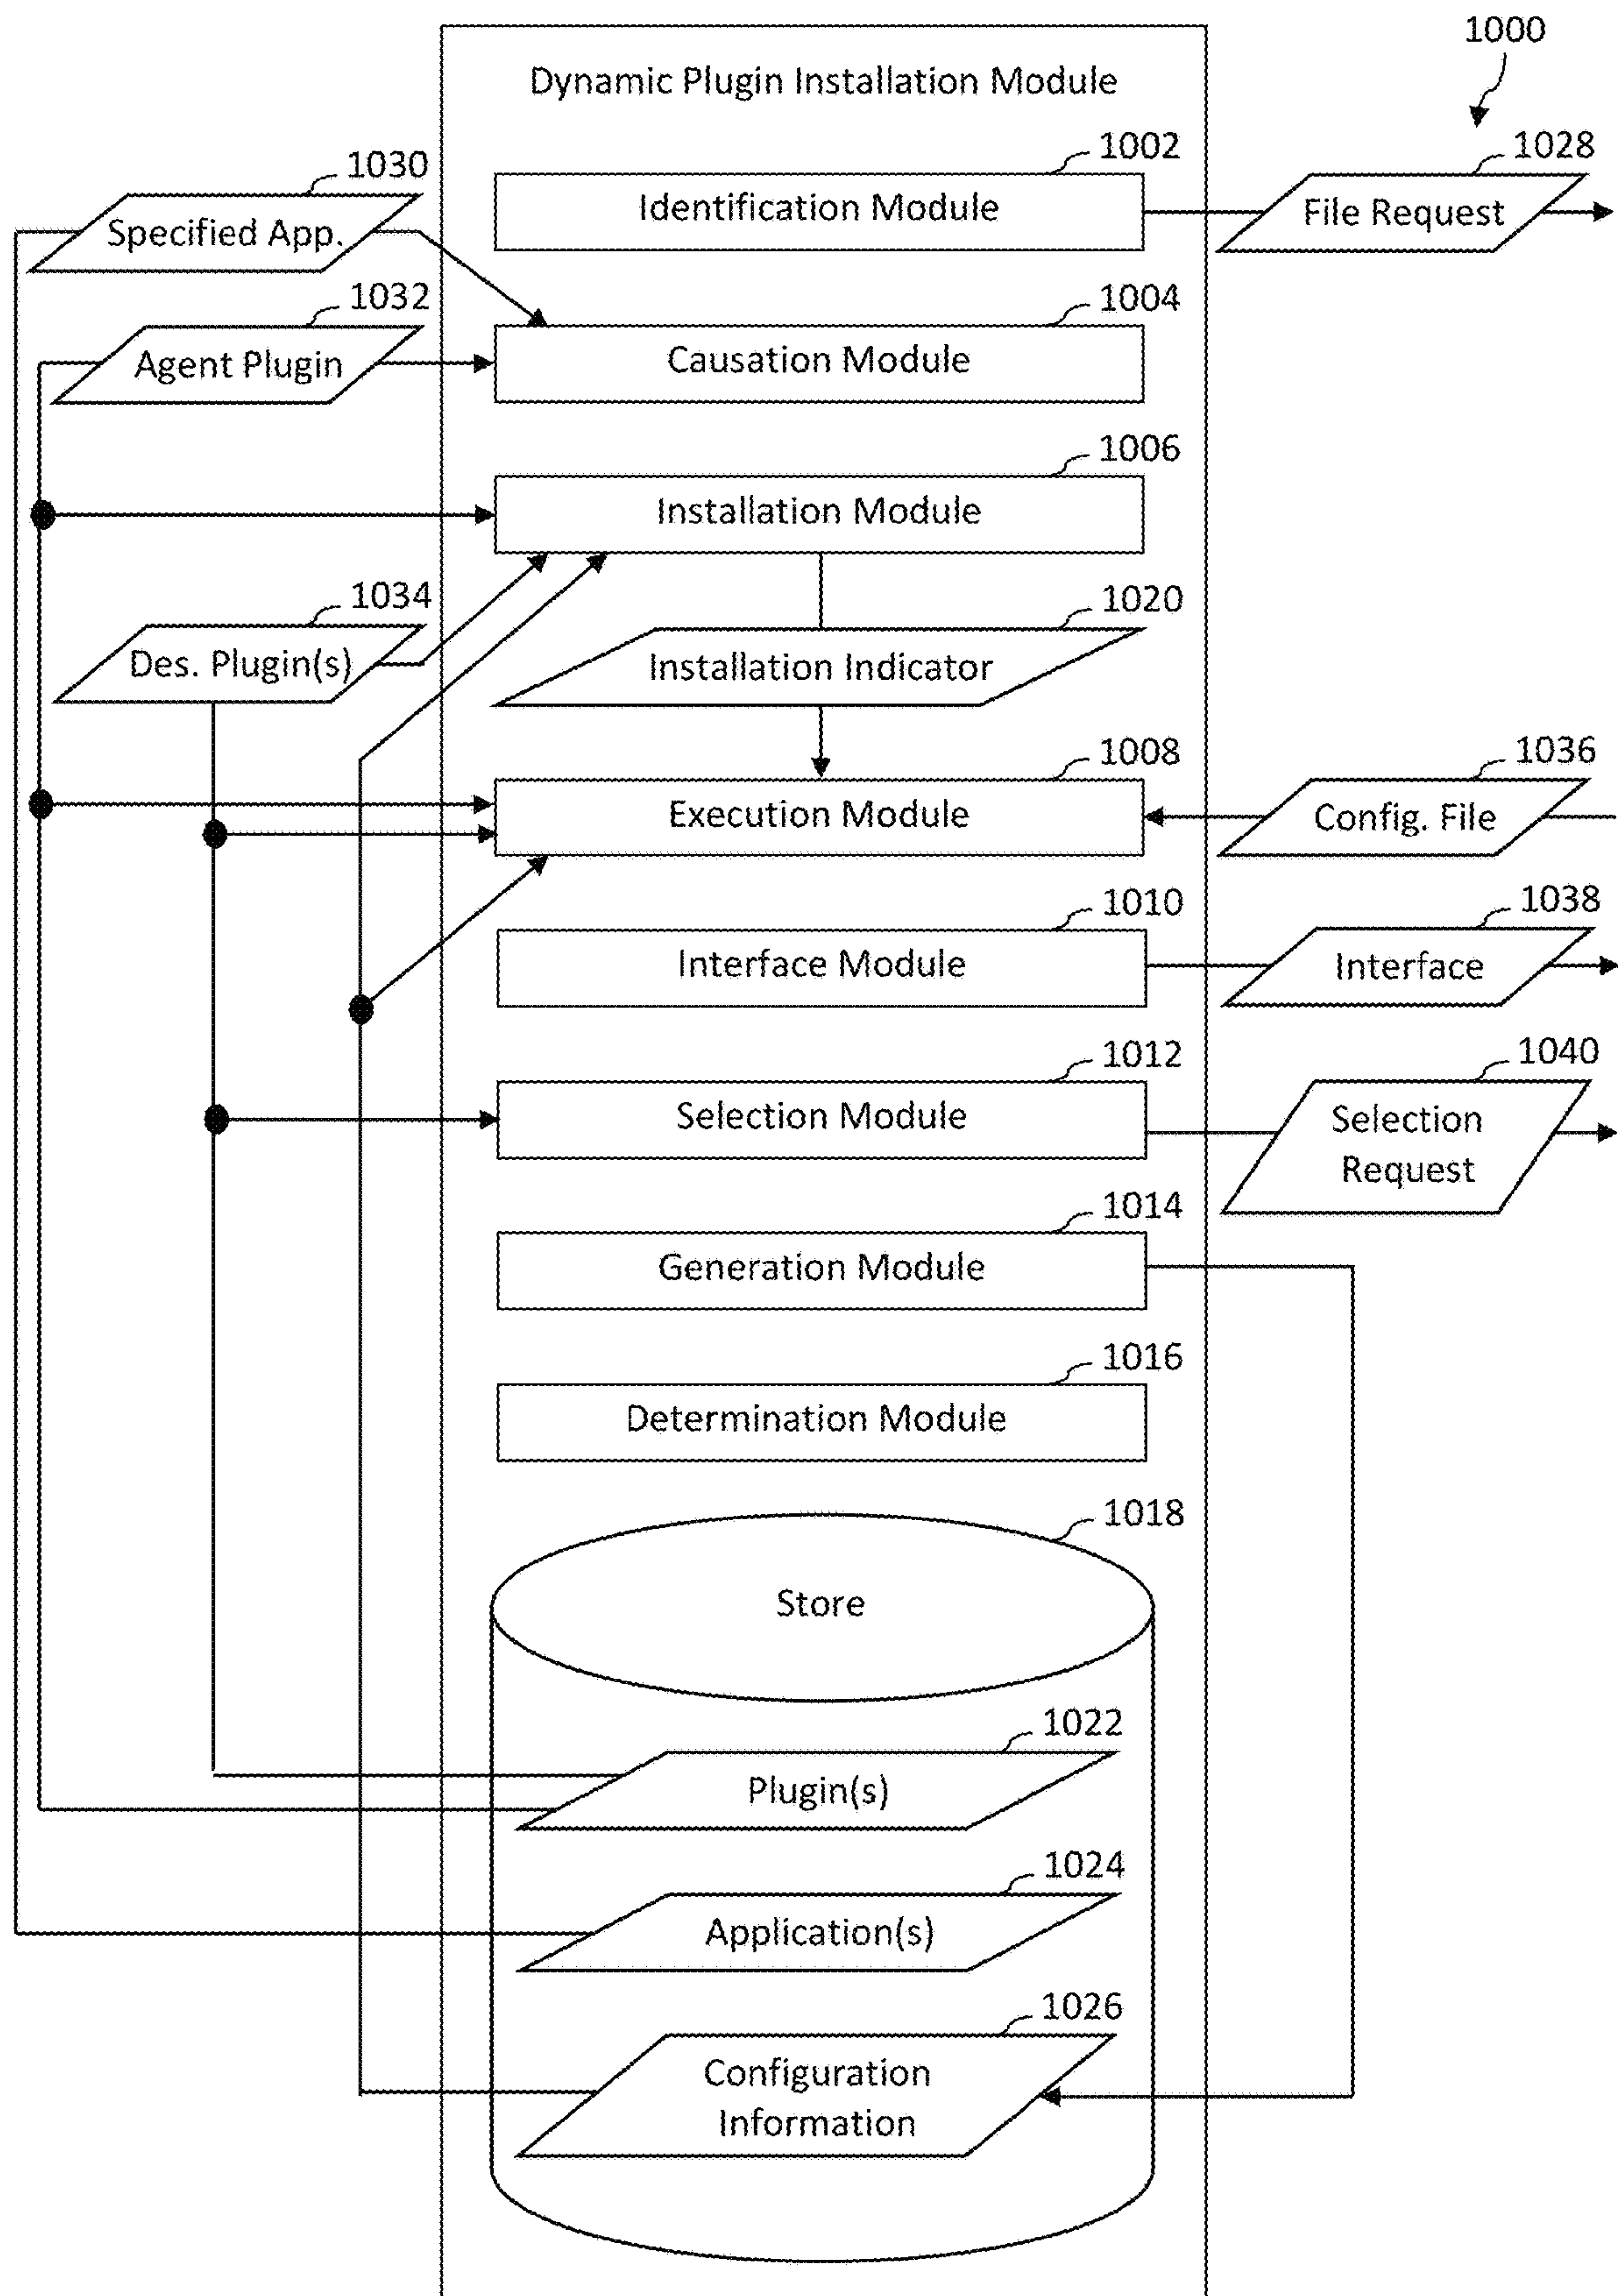 1000
Dynamic Plugin Installation Module
1002
Identification Module
1028
File Request
1030
Specified App.
1004
Causation Module
1032
Agent Plugin
1006
Installation Module
1034
Des. Plugin(s)
1020
Installation Indicator
1008
Execution Module
1036
Config. File
1010
Interface Module
1038
Interface
1012
Selection Module
1040
Selection
Request
1014
Generation Module
1016
Determination Module
1018
Store
1022
Plugin(s)
1024
Application(s)
1026
Configuration
Information